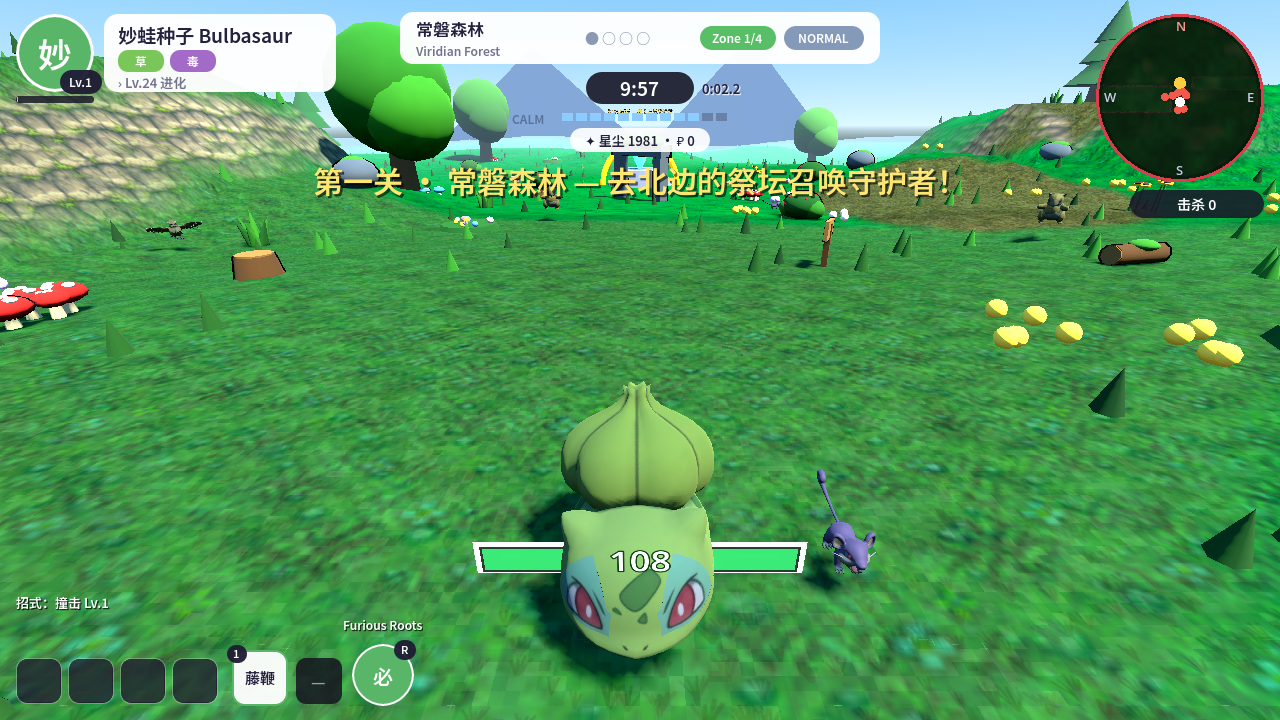 妙
Lv.1
妙蛙种子 Bulbasaur
草 毒
› Lv.24 进化
常磐森林
Viridian Forest
Zone 1/4
NORMAL
9:57
0:02.2
CALM
✦ 星尘 1981 · ₽ 0
第一关 常磐森林 — 去北边的祭坛召唤守护者!
N
W
E
S
击杀 0
108
招式: 撞击 Lv.1
Furious Roots
1
藤鞭
—
必
R